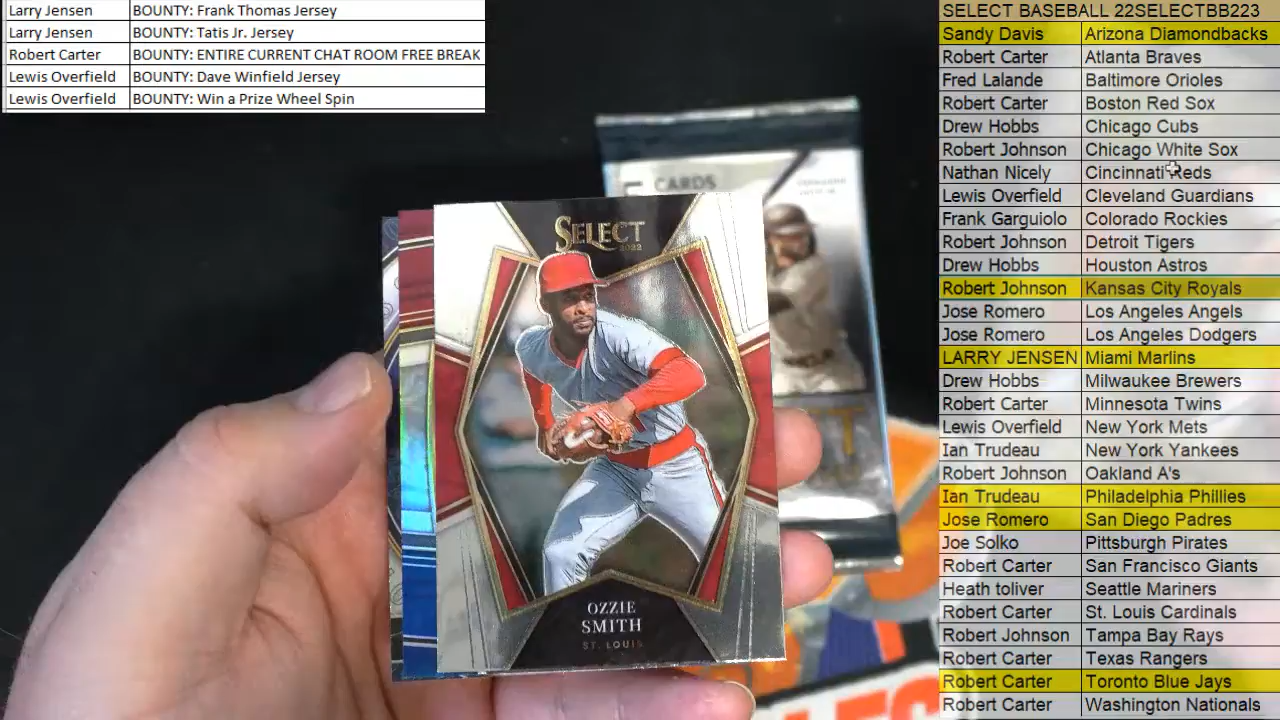 Larry Jensen BOUNTY: Frank Thomas Jersey
Larry Jensen BOUNTY: Tatis Jr. Jersey
Robert Carter BOUNTY: ENTIRE CURRENT CHAT ROOM FREE BREAK
Lewis Overfield BOUNTY: Dave Winfield Jersey
Lewis Overfield BOUNTY: Win a Prize Wheel Spin
CARDS
SELECT
2022
OZZIE
SMITH
ST. LOUIS
SELECT BASEBALL 22SELECTBB223
Sandy Davis Arizona Diamondbacks
Robert Carter Atlanta Braves
Fred Lalande Baltimore Orioles
Robert Carter Boston Red Sox
Drew Hobbs Chicago Cubs
Robert Johnson Chicago White Sox
Nathan Nicely Cincinnati Reds
Lewis Overfield Cleveland Guardians
Frank Garguiolo Colorado Rockies
Robert Johnson Detroit Tigers
Drew Hobbs Houston Astros
Robert Johnson Kansas City Royals
Jose Romero Los Angeles Angels
Jose Romero Los Angeles Dodgers
LARRY JENSEN Miami Marlins
Drew Hobbs Milwaukee Brewers
Robert Carter Minnesota Twins
Lewis Overfield New York Mets
Ian Trudeau New York Yankees
Robert Johnson Oakland A's
Ian Trudeau Philadelphia Phillies
Jose Romero San Diego Padres
Joe Solko Pittsburgh Pirates
Robert Carter San Francisco Giants
Heath toliver Seattle Mariners
Robert Carter St. Louis Cardinals
Robert Johnson Tampa Bay Rays
Robert Carter Texas Rangers
Robert Carter Toronto Blue Jays
Robert Carter Washington Nationals